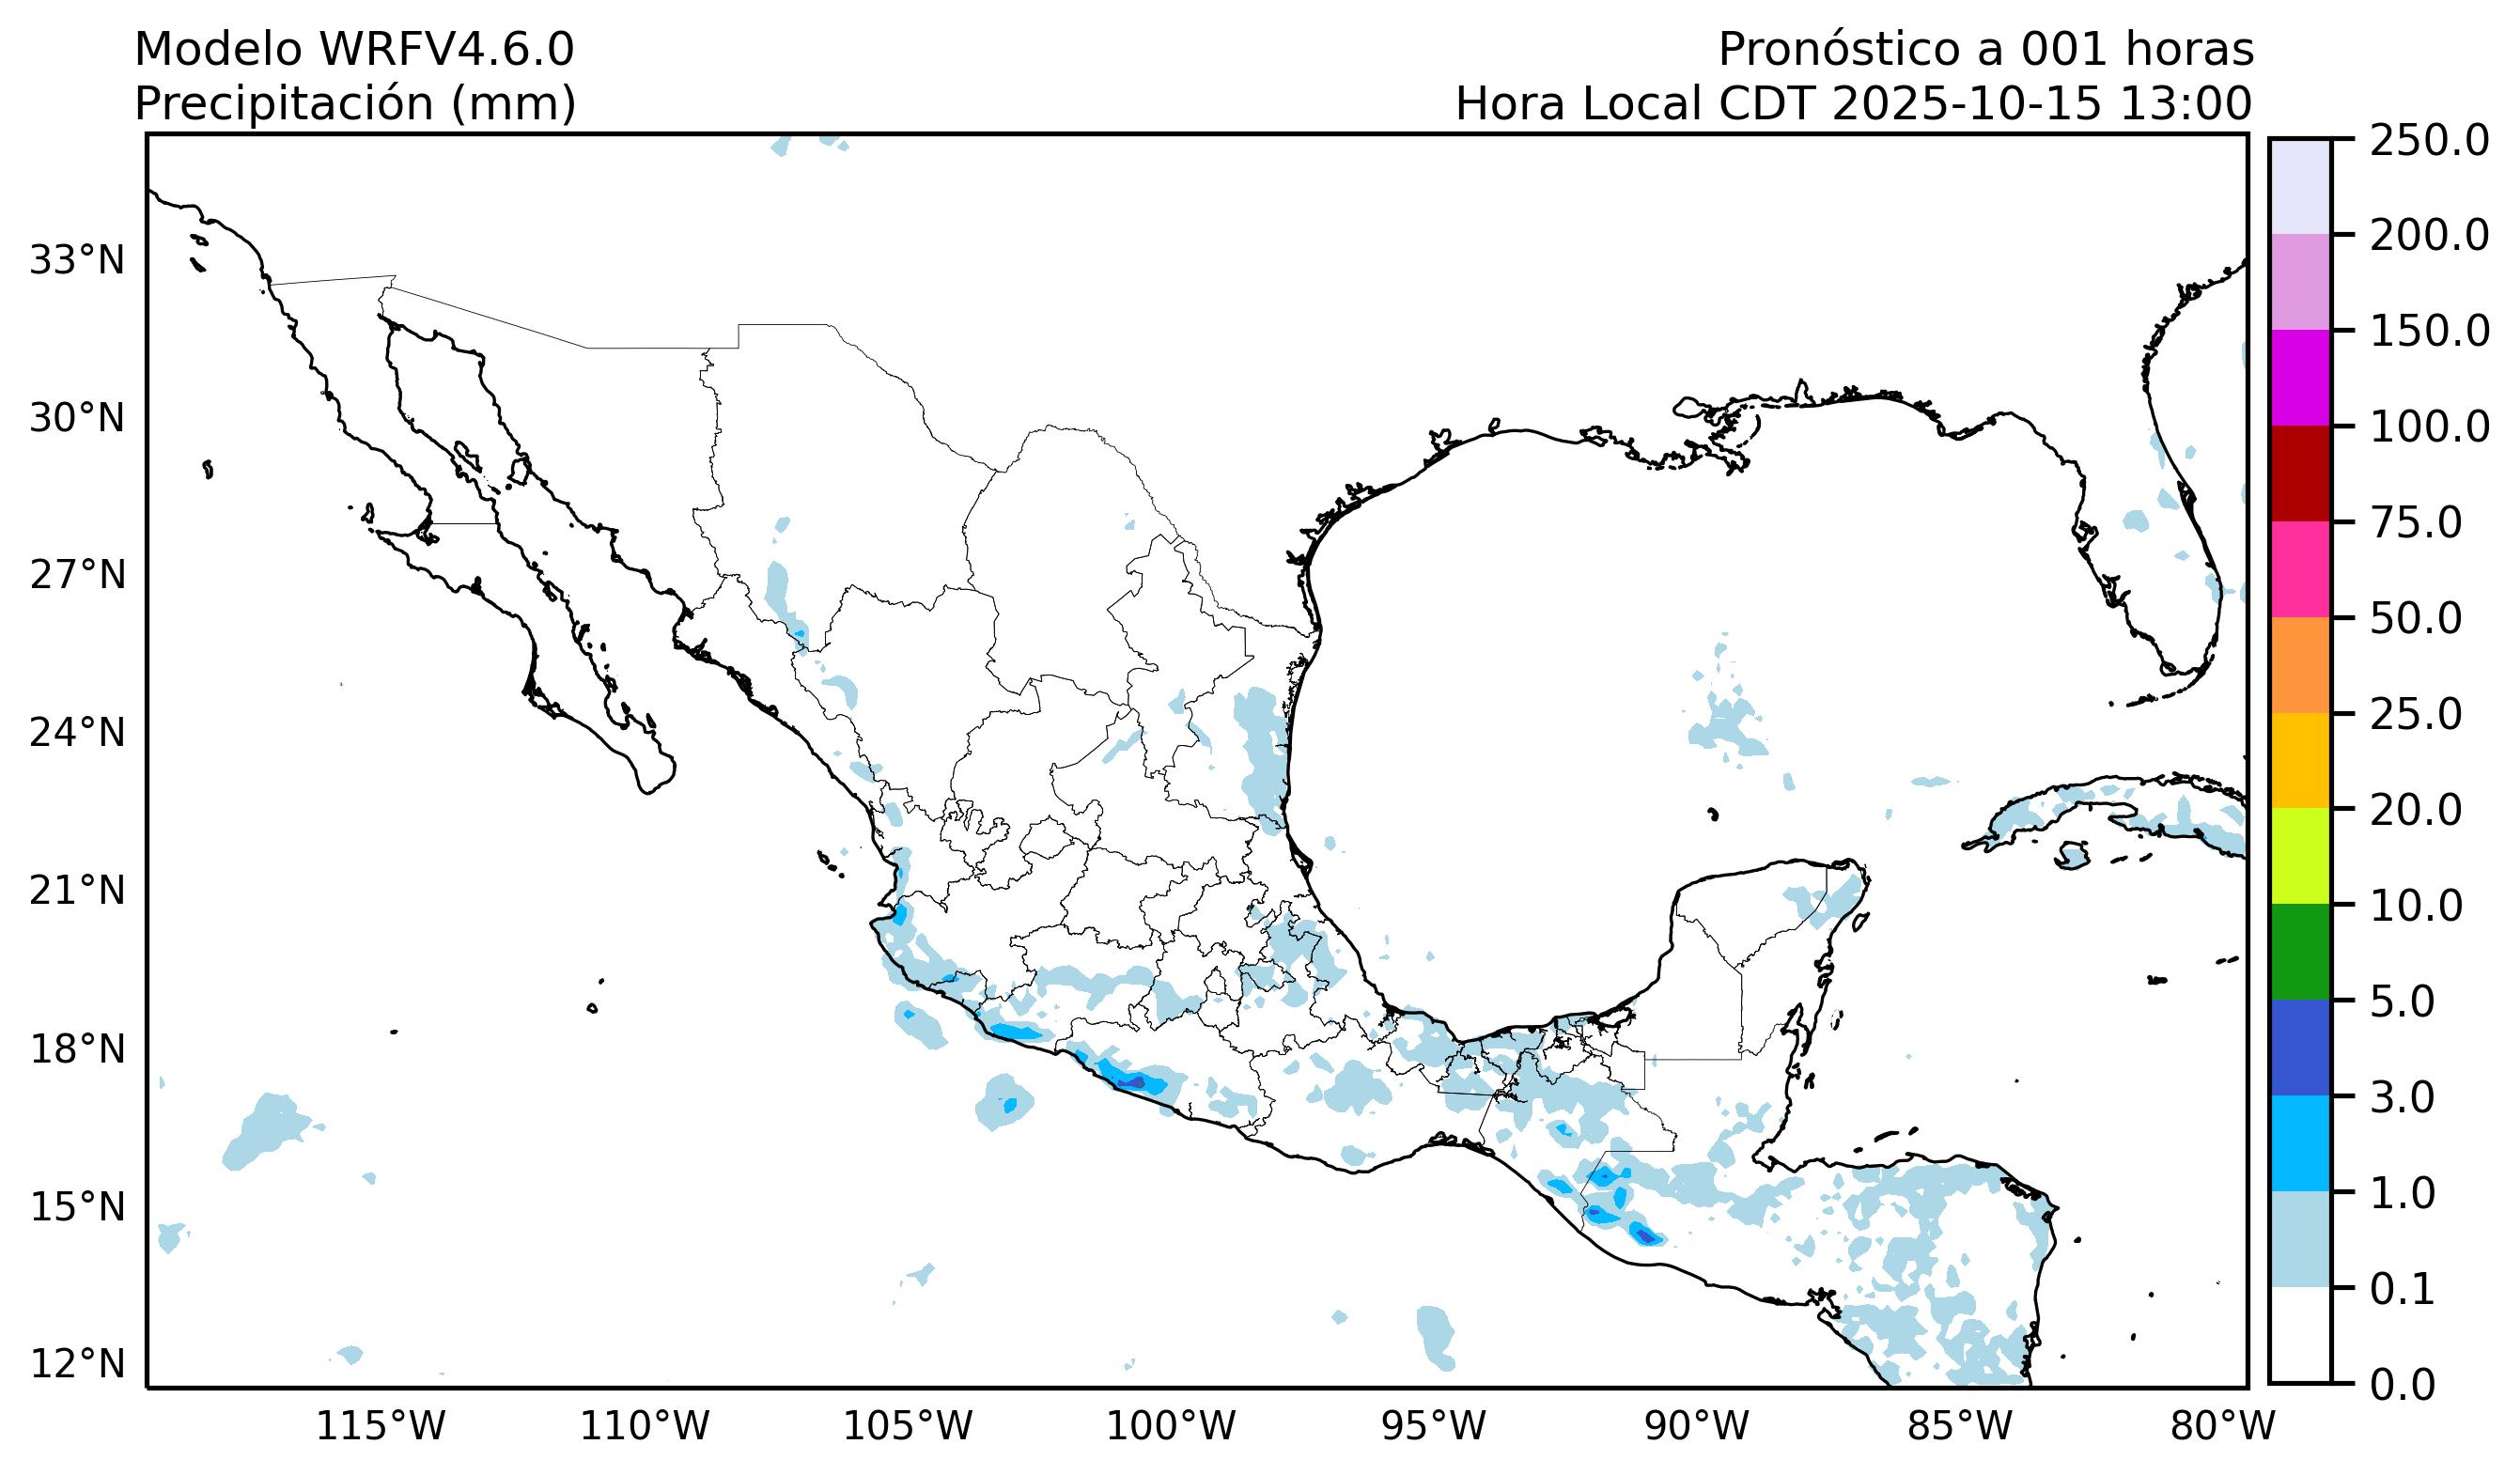 Modelo WRFV4.6.0
Precipitación (mm)
Pronóstico a 001 horas
Hora Local CDT 2025-10-15 13:00
33°N
30°N
27°N
24°N
21°N
18°N
15°N
12°N
115°W
110°W
105°W
100°W
95°W
90°W
85°W
80°W
250.0
200.0
150.0
100.0
75.0
50.0
25.0
20.0
10.0
5.0
3.0
1.0
0.1
0.0